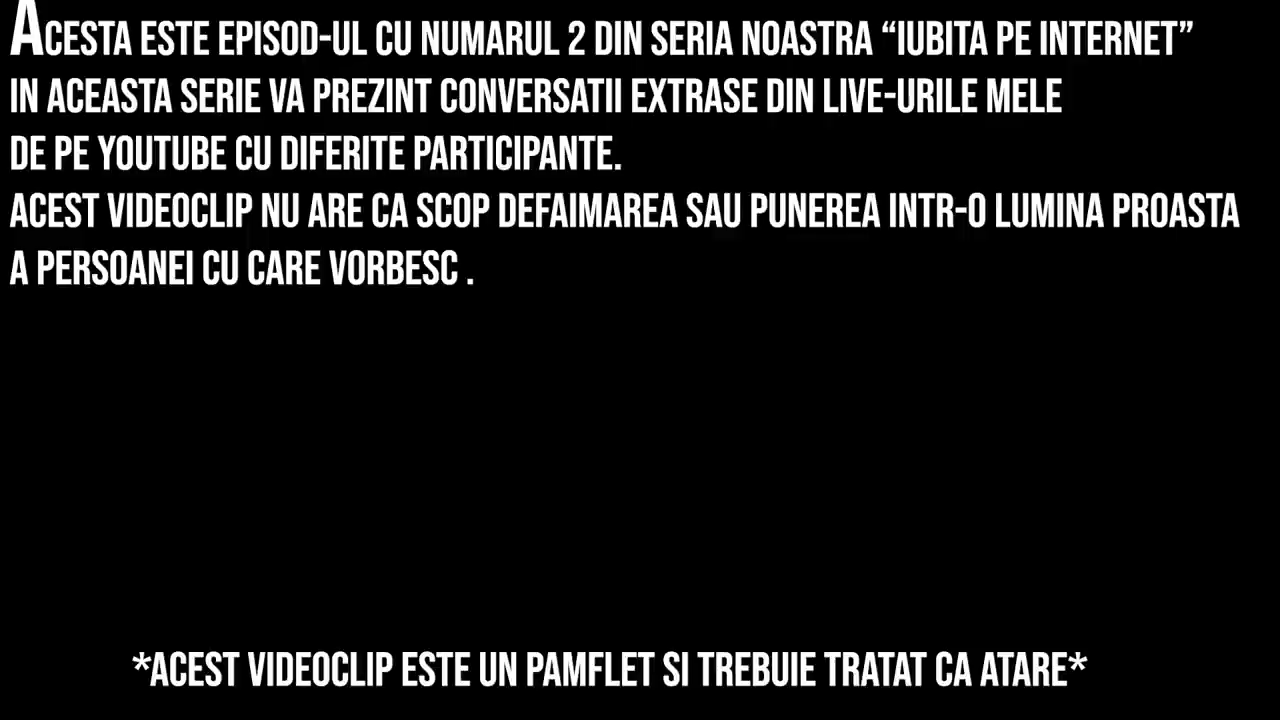 ACESTA ESTE EPISOD-UL CU NUMARUL 2 DIN SERIA NOASTRA “IUBITA PE INTERNET”
IN ACEASTA SERIE VA PREZINT CONVERSATII EXTRASE DIN LIVE-URILE MELE
DE PE YOUTUBE CU DIFERITE PARTICIPANTE.
ACEST VIDEOCLIP NU ARE CA SCOP DEFAIMAREA SAU PUNEREA INTR-O LUMINA PROASTA
A PERSOANEI CU CARE VORBESC .
*ACEST VIDEOCLIP ESTE UN PAMFLET SI TREBUIE TRATAT CA ATARE*